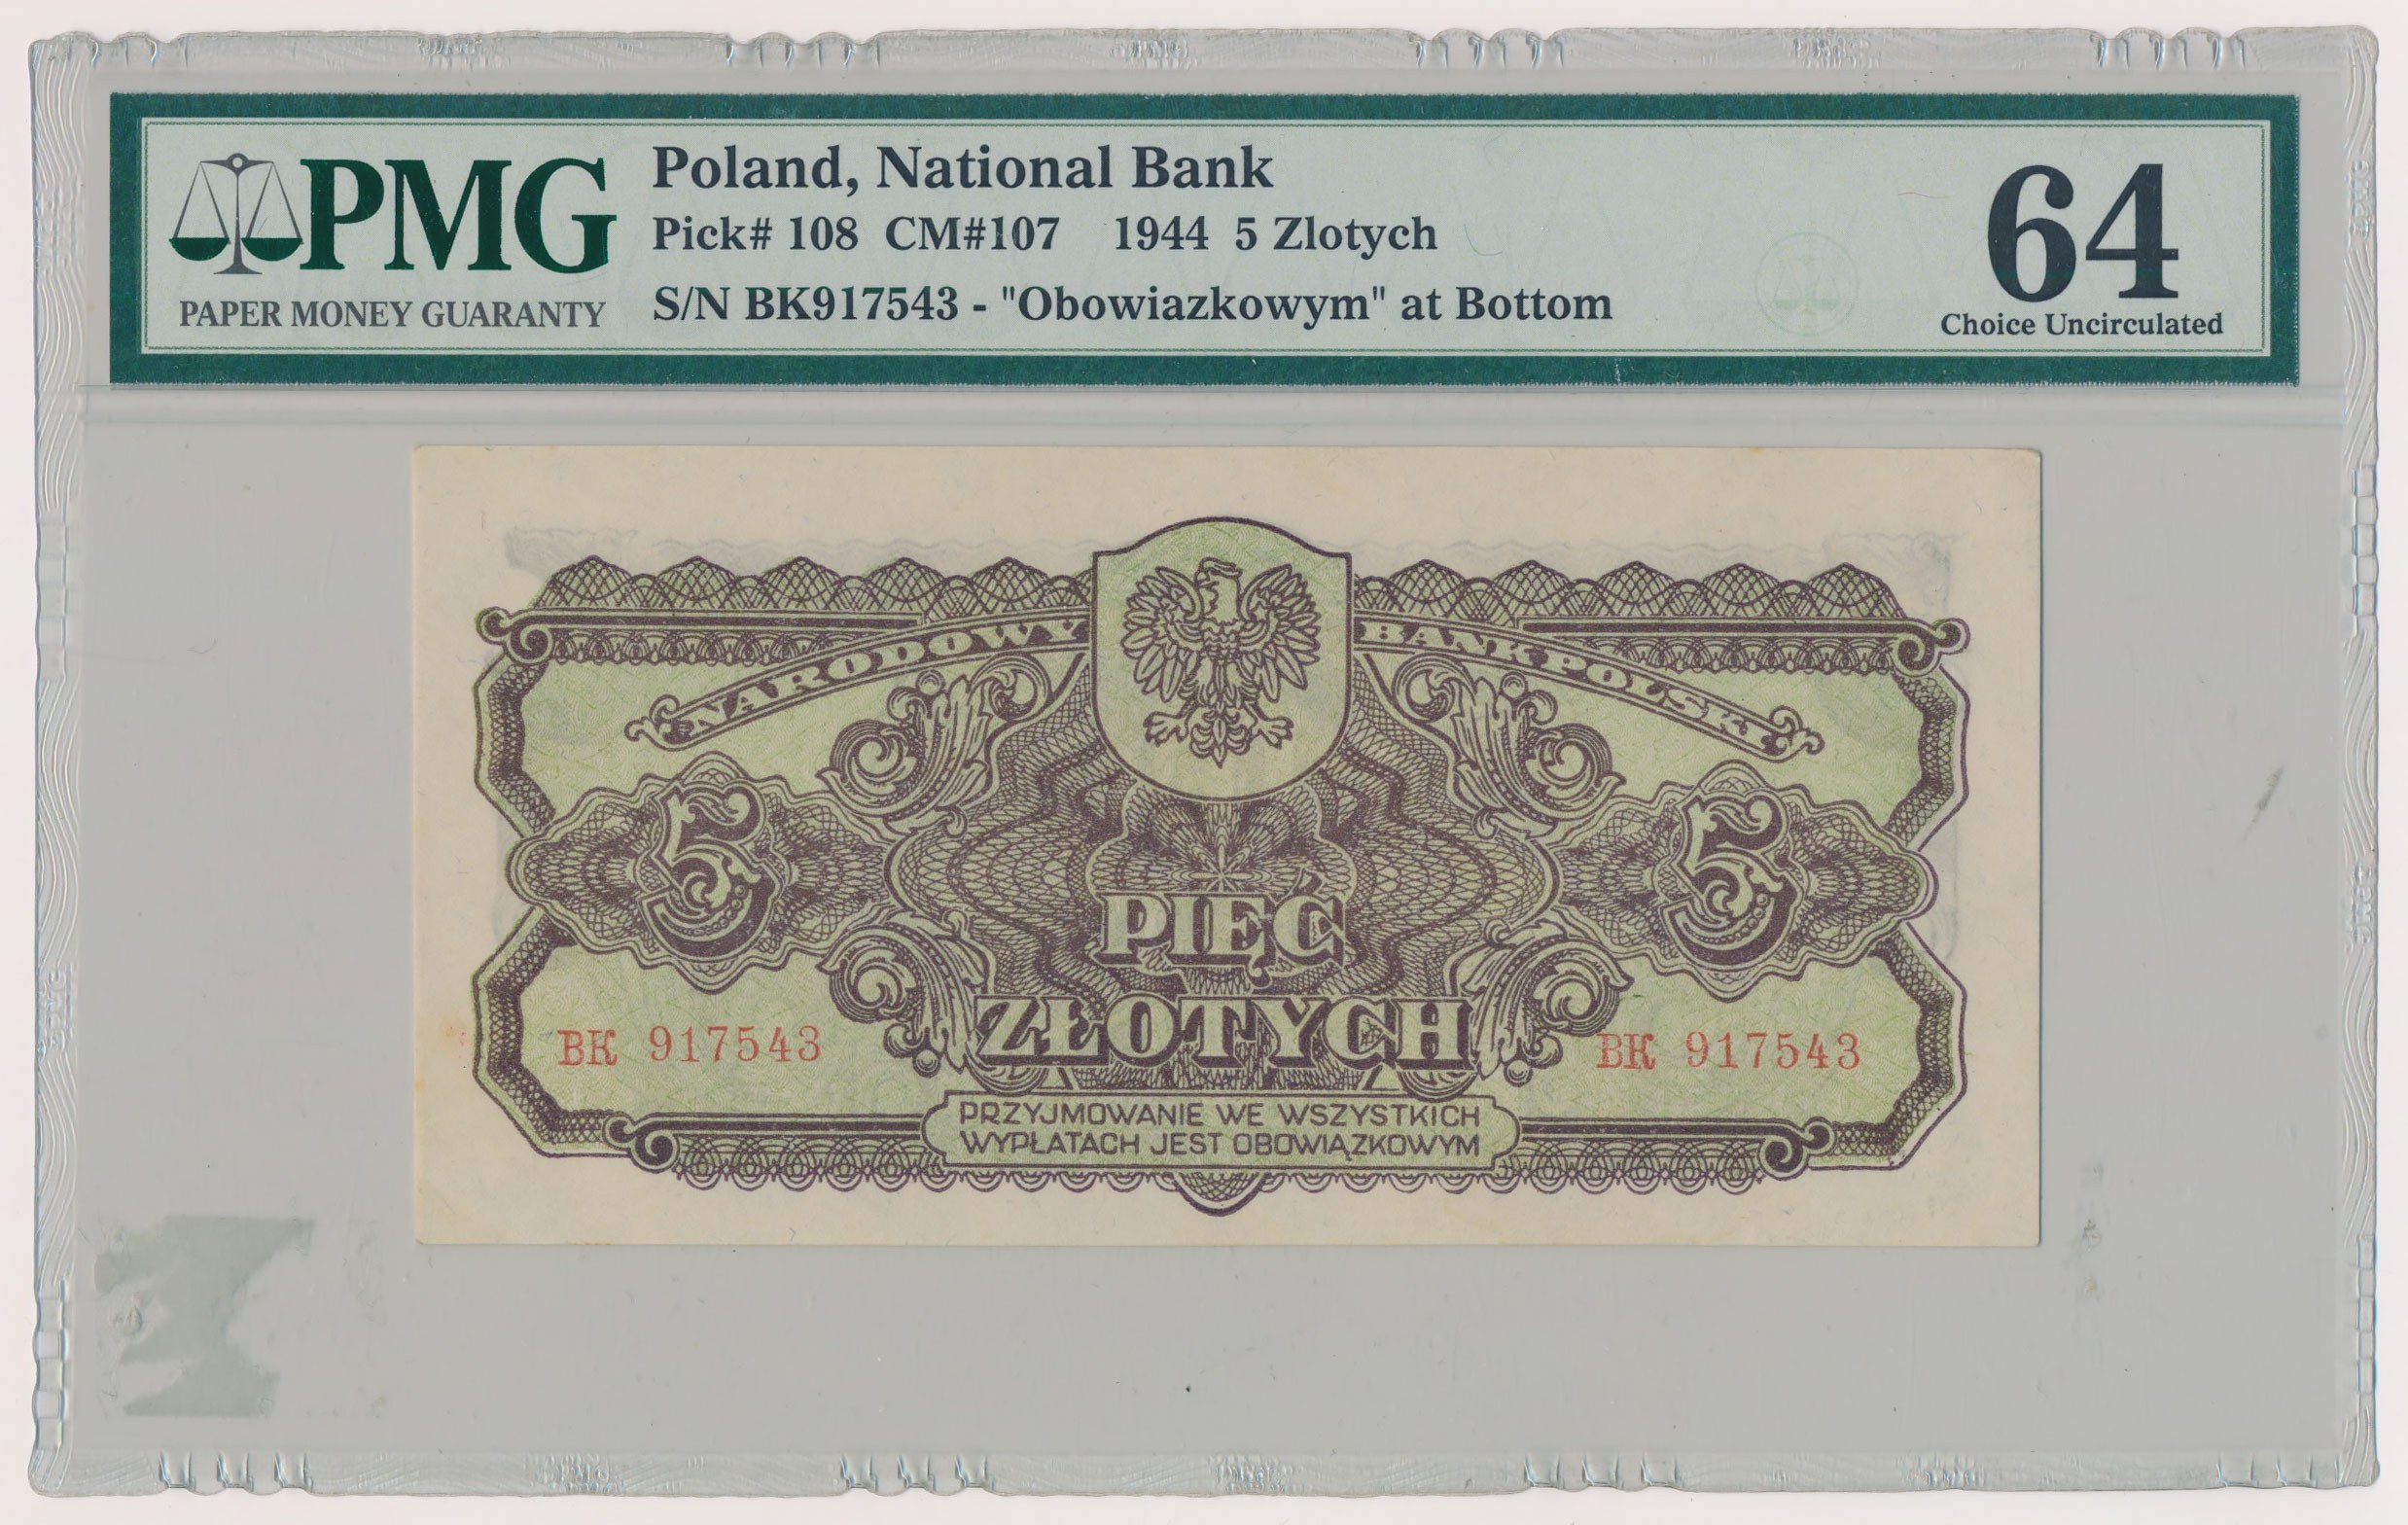 PMG
PAPER MONEY GUARANTY
Poland, National Bank
Pick# 108 CM#107 1944 5 Zlotych
S/N BK917543 - "Obowiazkowym" at Bottom
64
Choice Uncirculated
NARODOWY BANK POLSKI
5 5
PIĘĆ
ZŁOTYCH
BK 917543 BK 917543
PRZYJMOWANIE WE WSZYSTKICH
WYPŁATACH JEST OBOWIĄZKOWYM